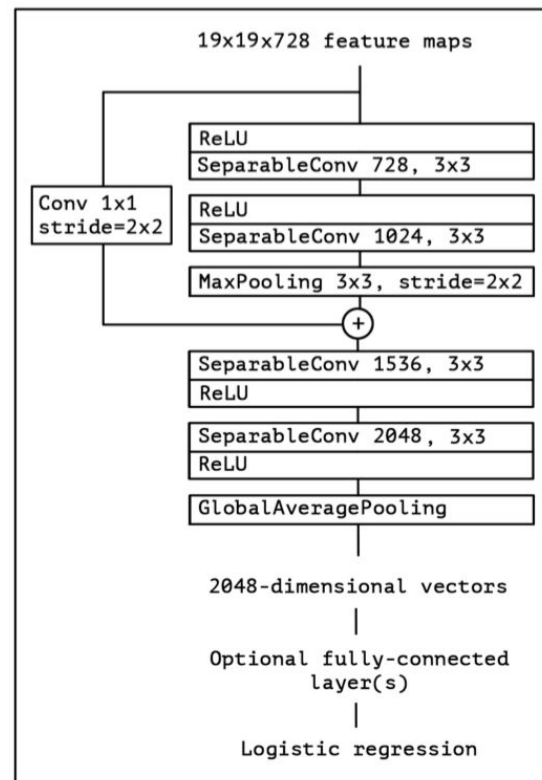 19x19x728 feature maps
ReLU
SeparableConv 728, 3x3
Conv 1x1
stride=2x2
ReLU
SeparableConv 1024, 3x3
MaxPooling 3x3, stride=2x2
+
SeparableConv 1536, 3x3
ReLU
SeparableConv 2048, 3x3
ReLU
GlobalAveragePooling
2048-dimensional vectors
Optional fully-connected
layer(s)
Logistic regression